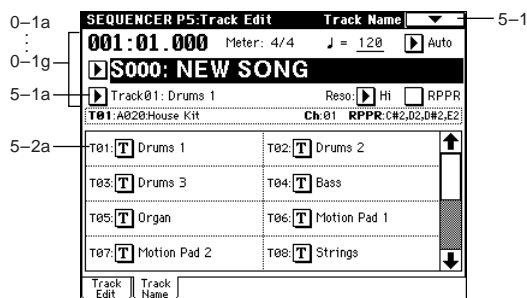 0–1a
SEQUENCER P5:Track Edit Track Name
5–1
001:01.000 Meter: 4/4 ♩ = 120 Auto
0–1g
S000: NEW SONG
5–1a
Track01: Drums 1 Reso: Hi RPPR
T01:A020:House Kit Ch:01 RPPR:C#2,D2,D#2,E2
5–2a
T01: T Drums 1 T02: T Drums 2
T03: T Drums 3 T04: T Bass
T05: T Organ T06: T Motion Pad 1
T07: T Motion Pad 2 T08: T Strings
Track Edit
Track Name